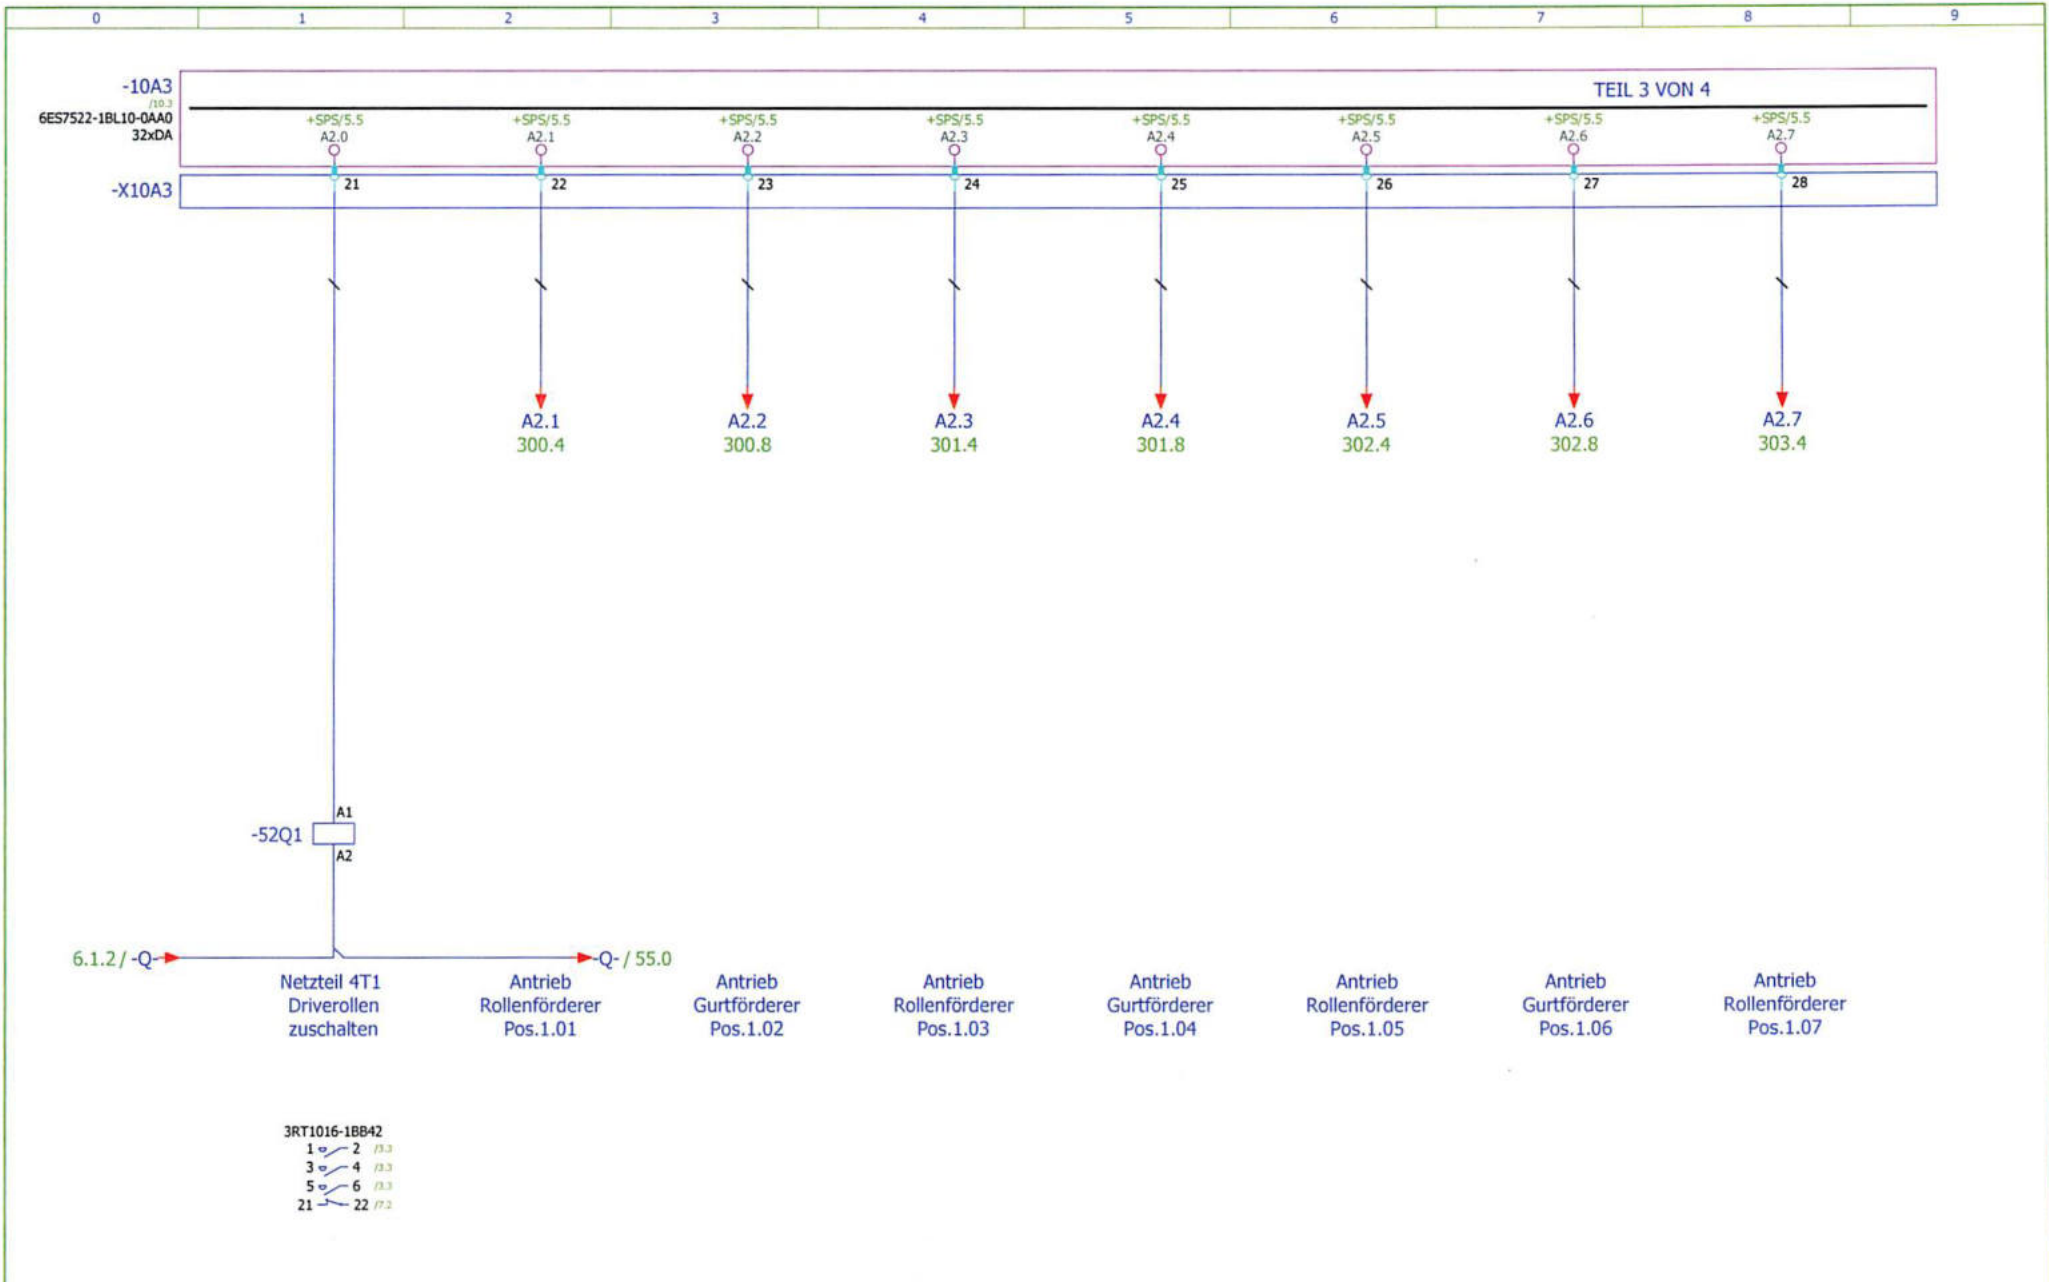 0 1 2 3 4 5 6 7 8 9
-10A3 TEIL 3 VON 4
/10.3
6ES7522-1BL10-0AA0 +SPS/5.5 +SPS/5.5 +SPS/5.5 +SPS/5.5 +SPS/5.5 +SPS/5.5 +SPS/5.5 +SPS/5.5
32xDA A2.0 A2.1 A2.2 A2.3 A2.4 A2.5 A2.6 A2.7
-X10A3 21 22 23 24 25 26 27 28
A2.1 A2.2 A2.3 A2.4 A2.5 A2.6 A2.7
300.4 300.8 301.4 301.8 302.4 302.8 303.4
A1
-52Q1
A2
6.1.2 / -Q- -Q- / 55.0
Netzteil 4T1 Antrieb Antrieb Antrieb Antrieb Antrieb Antrieb Antrieb
Driverollen Rollenförderer Gurtförderer Rollenförderer Gurtförderer Rollenförderer Gurtförderer Rollenförderer
zuschalten Pos.1.01 Pos.1.02 Pos.1.03 Pos.1.04 Pos.1.05 Pos.1.06 Pos.1.07
3RT1016-1BB42
1 2 /3.3
3 4 /3.3
5 6 /3.3
21 22 /7.2